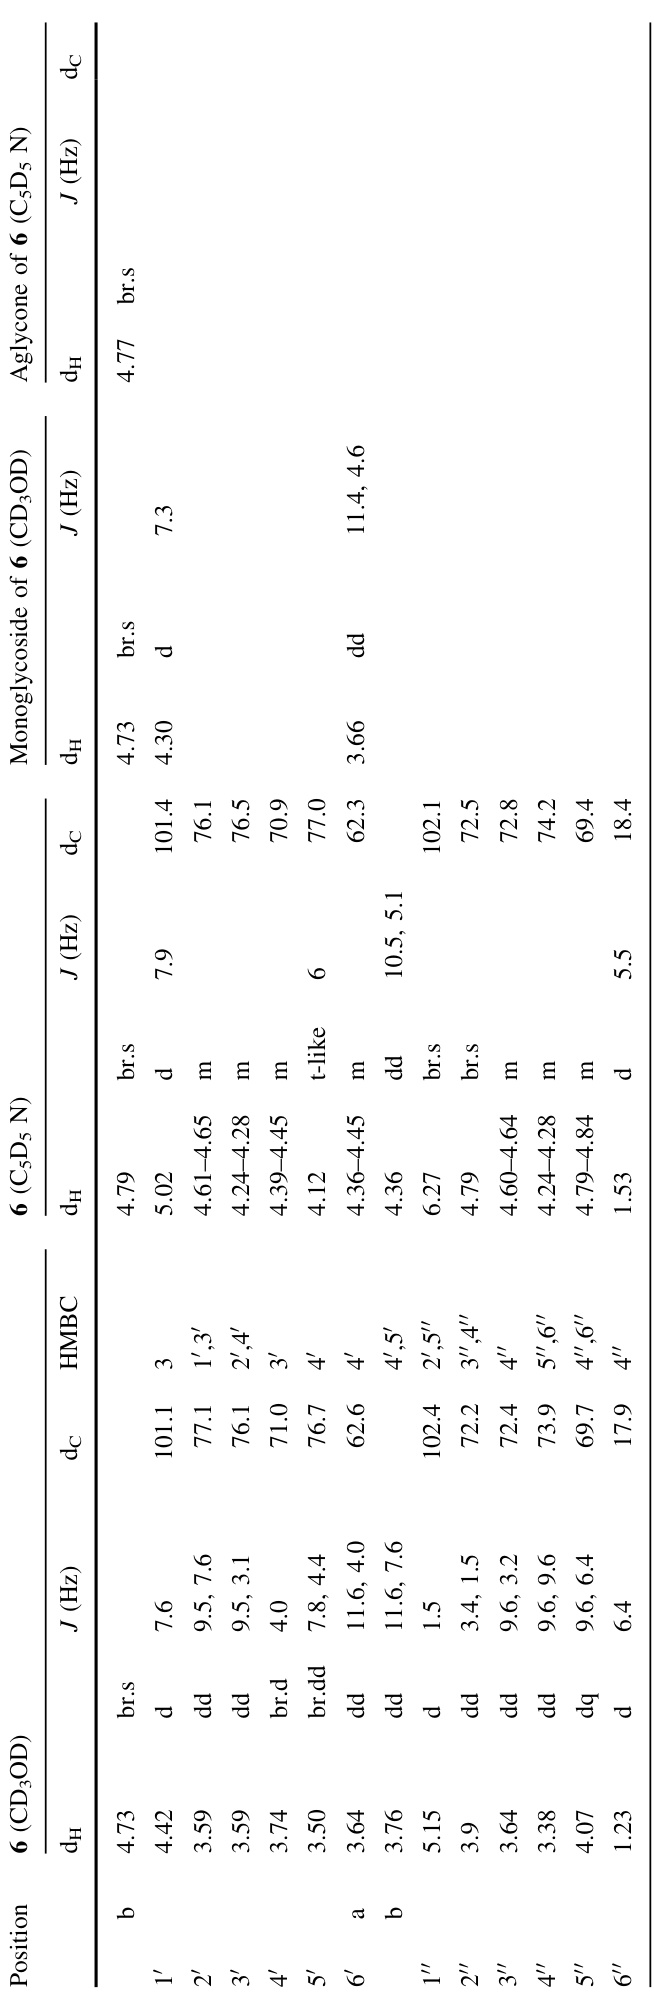 Position 6 (CD3OD) 6 (C5D5 N) Monoglycoside of 6 (CD3OD) Aglycone of 6 (C5D5 N)
dH J (Hz) dC HMBC dH J (Hz) dC dH J (Hz) dH J (Hz) dC
b 4.73 br.s 4.79 br.s 4.73 br.s 4.77 br.s
1′ 4.42 d 7.6 101.1 3 5.02 d 7.9 101.4 4.30 d 7.3
2′ 3.59 dd 9.5, 7.6 77.1 1′,3′ 4.61–4.65 m 76.1
3′ 3.59 dd 9.5, 3.1 76.1 2′,4′ 4.24–4.28 m 76.5
4′ 3.74 br.d 4.0 71.0 3′ 4.39–4.45 m 70.9
5′ 3.50 br.dd 7.8, 4.4 76.7 4′ 4.12 t-like 6 77.0
6′ a 3.64 dd 11.6, 4.0 62.6 4′ 4.36–4.45 m 62.3 3.66 dd 11.4, 4.6
b 3.76 dd 11.6, 7.6 4′,5′ 4.36 dd 10.5, 5.1
1′′ 5.15 d 1.5 102.4 2′,5′′ 6.27 br.s 102.1
2′′ 3.9 dd 3.4, 1.5 72.2 3′′,4′′ 4.79 br.s 72.5
3′′ 3.64 dd 9.6, 3.2 72.4 4′′ 4.60–4.64 m 72.8
4′′ 3.38 dd 9.6, 9.6 73.9 5′′,6′′ 4.24–4.28 m 74.2
5′′ 4.07 dq 9.6, 6.4 69.7 4′′,6′′ 4.79–4.84 m 69.4
6′′ 1.23 d 6.4 17.9 4′′ 1.53 d 5.5 18.4